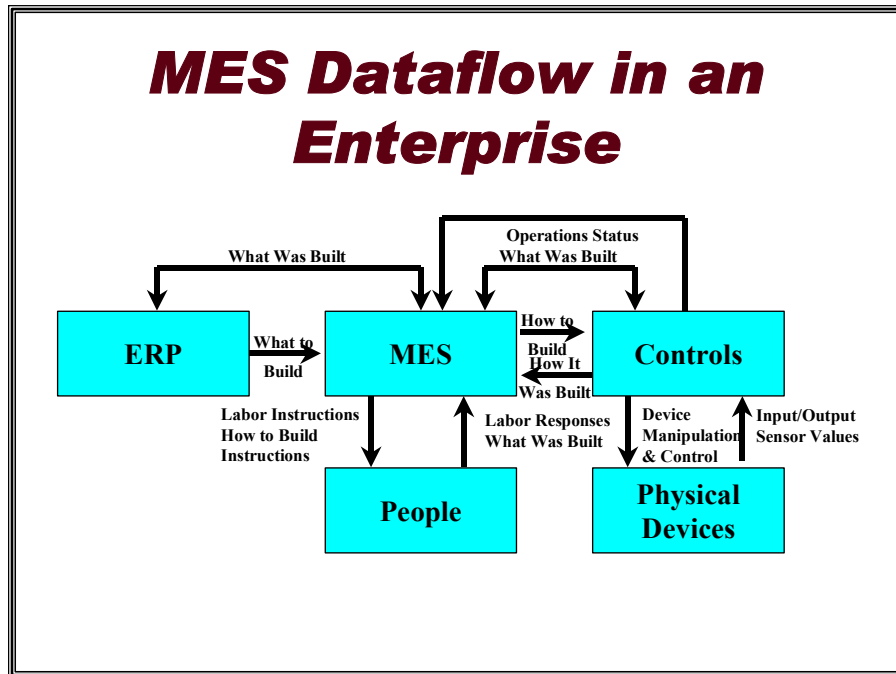 MES Dataflow in an
Enterprise
Operations Status
What Was Built
What Was Built
ERP
What to
Build
MES
How to
Build
How It
Was Built
Controls
Labor Instructions
How to Build
Instructions
Labor Responses
What Was Built
Device
Manipulation
& Control
Input/Output
Sensor Values
People
Physical
Devices